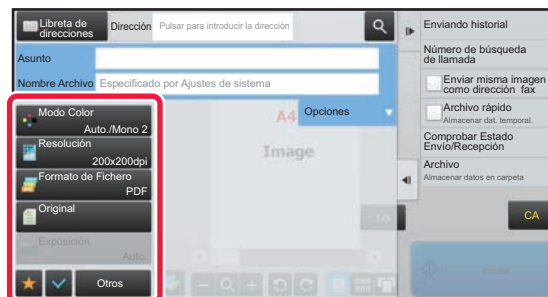 Libreta de
direcciones
Dirección
Pulsar para introducir la dirección
Asunto
Nombre Archivo
Especificado por Ajustes de sistema
Modo Color
Auto./Mono 2
Resolución
200x200dpi
Formato de Fichero
PDF
Original
Exposición
Auto.
Otros
Opciones
A4
Image
1/1
Enviando historial
Número de búsqueda
de llamada
Enviar misma imagen
como dirección fax
Archivo rápido
Almacenar dat. temporal.
Comprobar Estado
Envío/Recepción
Archivo
Almacenar datos en carpeta
CA